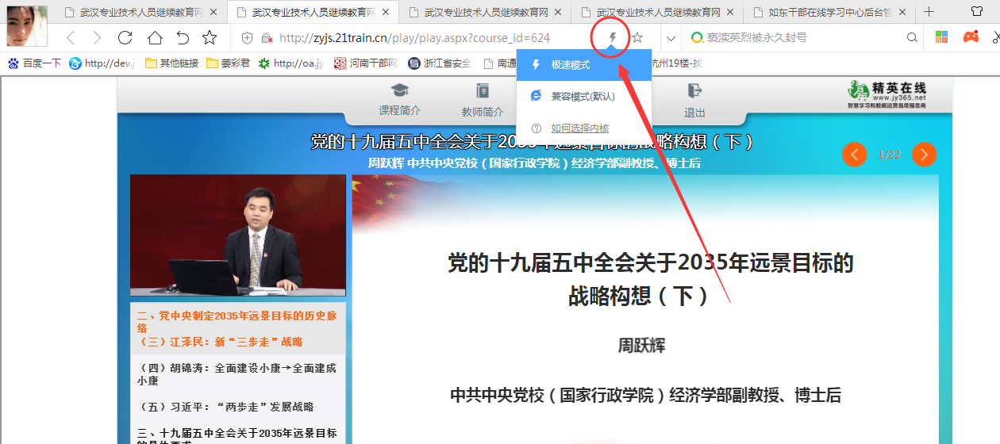 武汉专业技术人员继续教育网
武汉专业技术人员继续教育网
武汉专业技术人员继续教育网
武汉专业技术人员继续教育网
如东干部在线学习中心后台管
http://zyjs.21train.cn/play/play.aspx?course_id=624
亵渎英烈被永久封号
百度一下
http://dev.j
其他链接
姜彩君
http://oa.jy
河南干部网
浙江省安全
南通
杭州19楼-找
极速模式
兼容模式(默认)
如何选择内核
课程简介
教师简介
退出
精英在线
www.jy365.net
智慧学习和数据运营首席服务商
党的十九届五中全会关于2035年远景目标的战略构想（下）
周跃辉 中共中央党校（国家行政学院）经济学部副教授、博士后
1/22
二、党中央制定2035年远景目标的历史脉
络
（三）江泽民：新“三步走”战略
（四）胡锦涛：全面建设小康→全面建成
小康
（五）习近平：“两步走”发展战略
三、十九届五中全会关于2035年远景目标
的具体要求
党的十九届五中全会关于2035年远景目标的
战略构想（下）
周跃辉
中共中央党校（国家行政学院）经济学部副教授、博士后